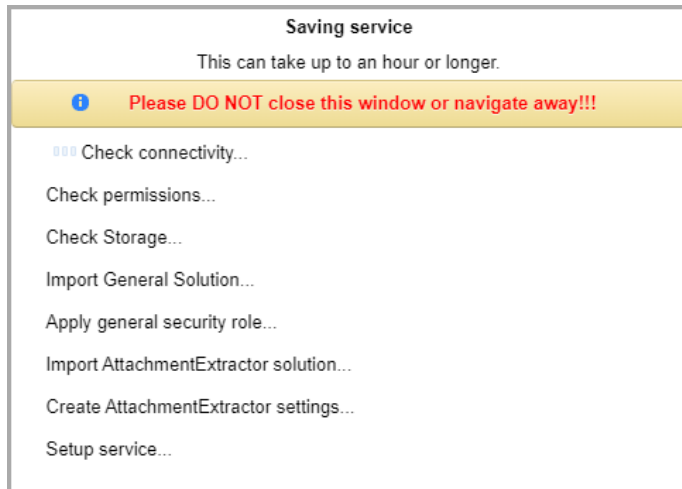 Saving service
This can take up to an hour or longer.
Please DO NOT close this window or navigate away!!!
Check connectivity...
Check permissions...
Check Storage...
Import General Solution...
Apply general security role...
Import AttachmentExtractor solution...
Create AttachmentExtractor settings...
Setup service...